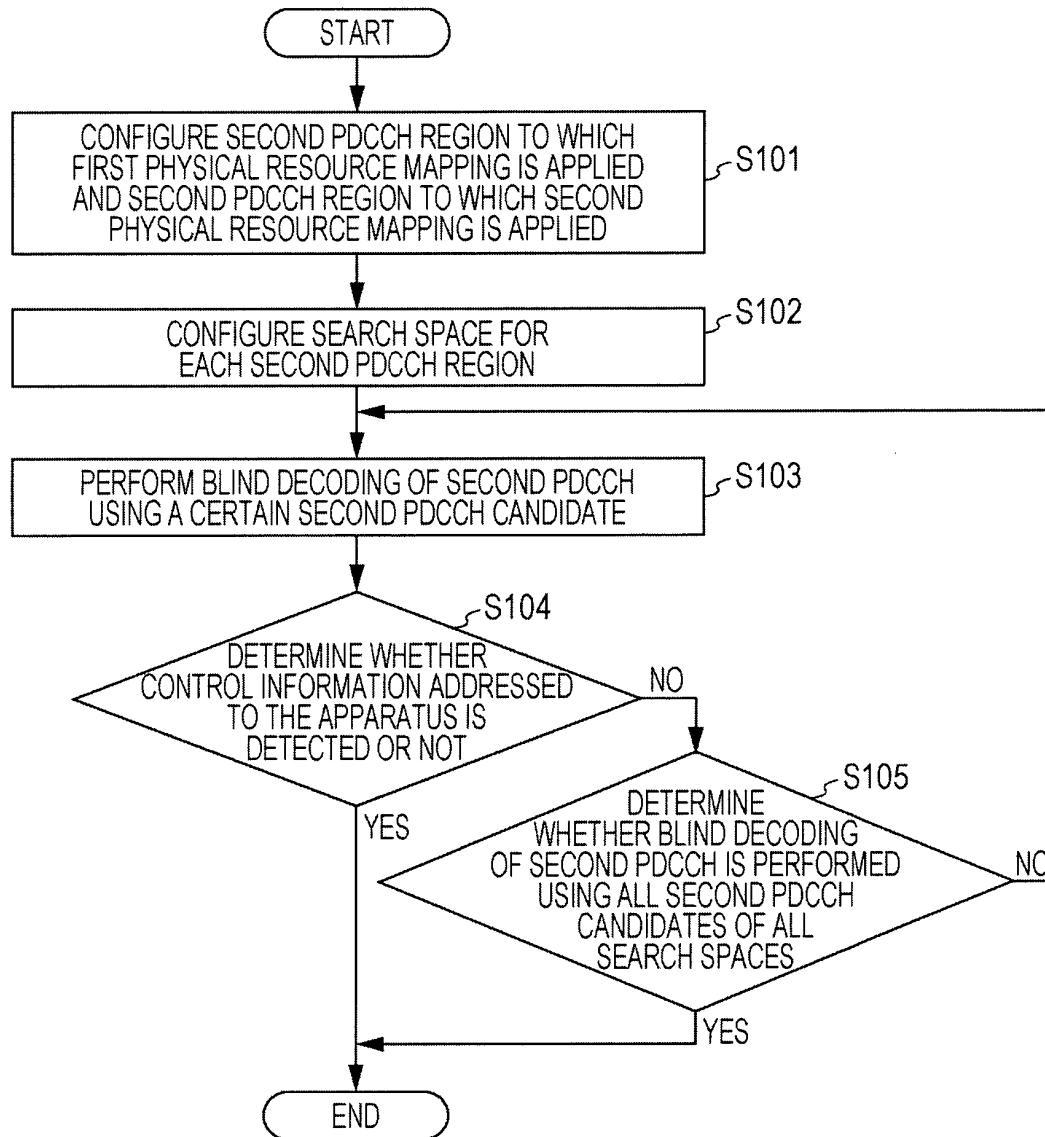 START
CONFIGURE SECOND PDCCH REGION TO WHICH
FIRST PHYSICAL RESOURCE MAPPING IS APPLIED
AND SECOND PDCCH REGION TO WHICH SECOND
PHYSICAL RESOURCE MAPPING IS APPLIED
S101
CONFIGURE SEARCH SPACE FOR
EACH SECOND PDCCH REGION
S102
PERFORM BLIND DECODING OF SECOND PDCCH
USING A CERTAIN SECOND PDCCH CANDIDATE
S103
S104
DETERMINE WHETHER
CONTROL INFORMATION ADDRESSED
TO THE APPARATUS IS
DETECTED OR NOT
NO
YES
S105
DETERMINE
WHETHER BLIND DECODING
OF SECOND PDCCH IS PERFORMED
USING ALL SECOND PDCCH
CANDIDATES OF ALL
SEARCH SPACES
NO
YES
END